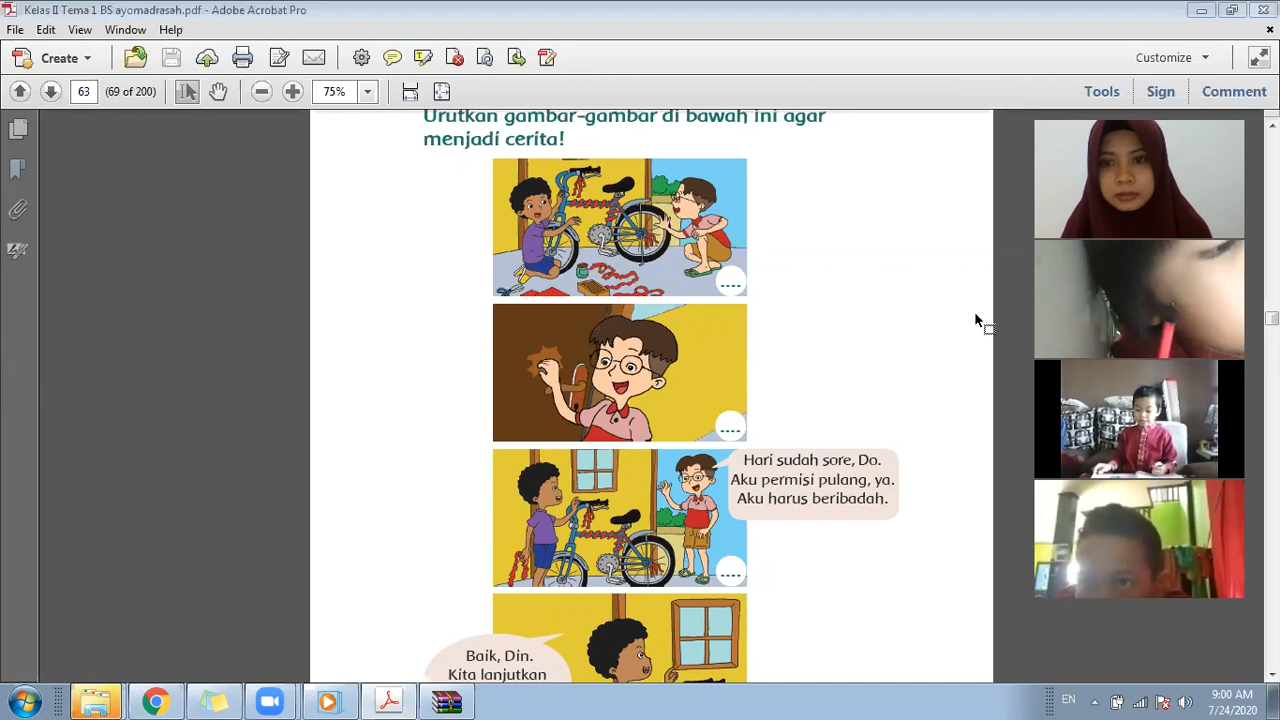 Kelas II Tema 1 BS ayomadrasah.pdf - Adobe Acrobat Pro
File Edit View Window Help
Create
Customize
63 (69 of 200) 75%
Tools Sign Comment
Urutkan gambar-gambar di bawah ini agar
menjadi cerita!
....
....
Hari sudah sore, Do.
Aku permisi pulang, ya.
Aku harus beribadah.
....
Baik, Din.
Kita lanjutkan
EN
9:00 AM
7/24/2020